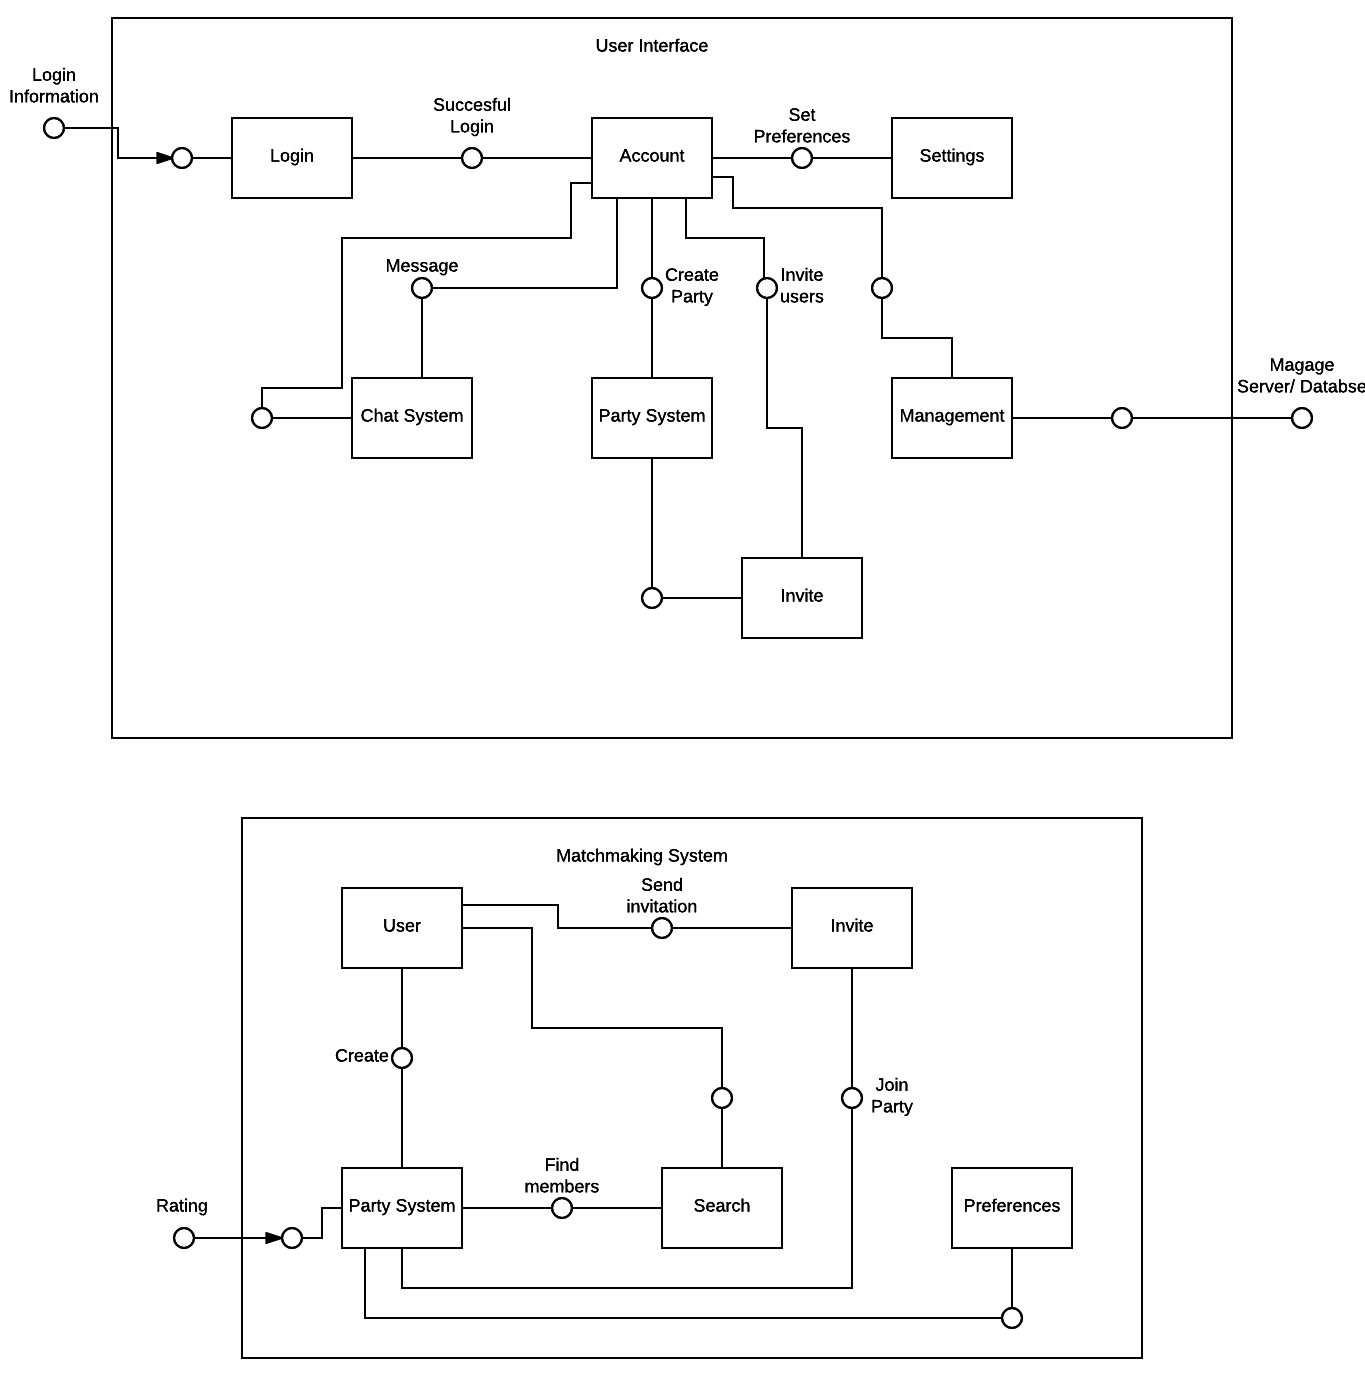 User Interface
Login
Information
Succesful
Login
Set
Preferences
Login
Account
Settings
Message
Create
Party
Invite
users
Magage
Server/ Databse
Chat System
Party System
Management
Invite
Matchmaking System
Send
invitation
User
Invite
Create
Join
Party
Find
members
Rating
Party System
Search
Preferences